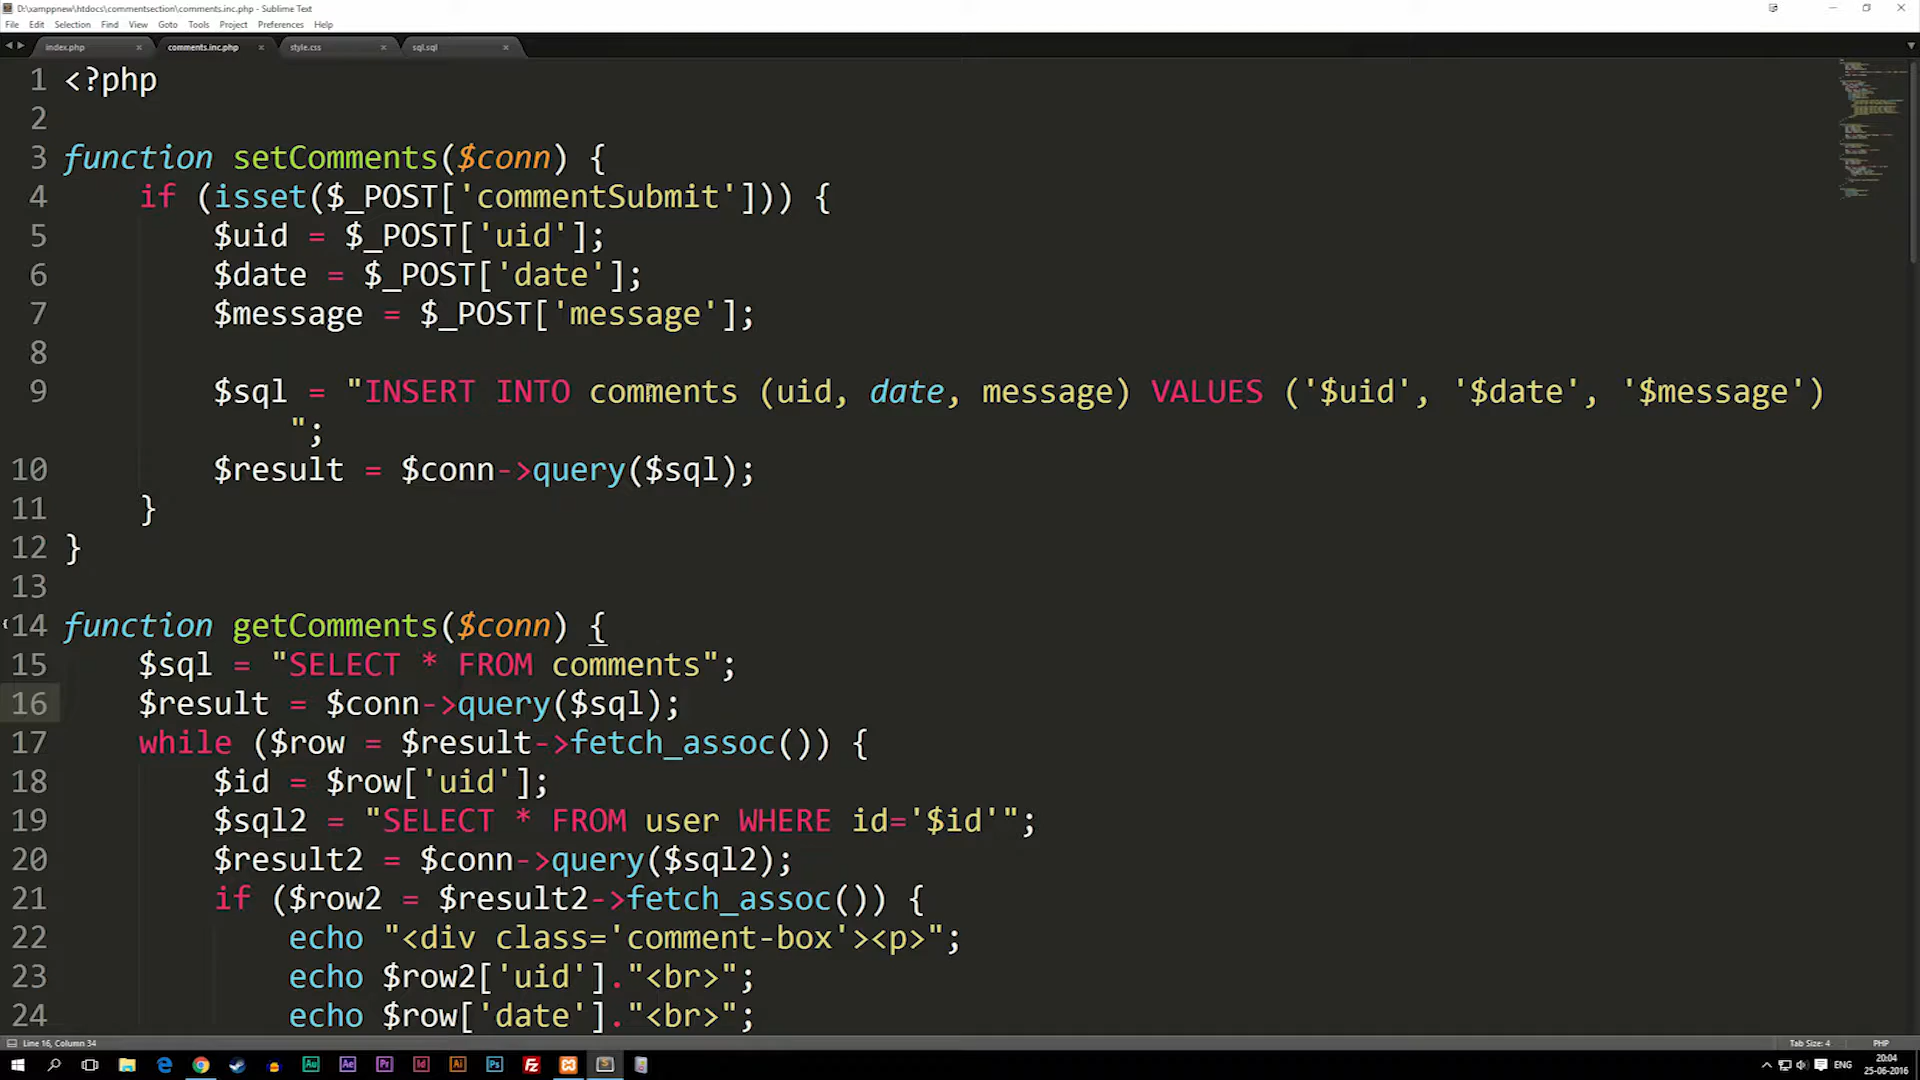 D:\xamppnew\htdocs\commentsection\comments.inc.php - Sublime Text
File Edit Selection Find View Goto Tools Project Preferences Help
index.php comments.inc.php style.css sql.sql
1 <?php
2
3 function setComments($conn) {
4 if (isset($_POST['commentSubmit'])) {
5 $uid = $_POST['uid'];
6 $date = $_POST['date'];
7 $message = $_POST['message'];
8
9 $sql = "INSERT INTO comments (uid, date, message) VALUES ('$uid', '$date', '$message')
";
10 $result = $conn->query($sql);
11 }
12 }
13
14 function getComments($conn) {
15 $sql = "SELECT * FROM comments";
16 $result = $conn->query($sql);
17 while ($row = $result->fetch_assoc()) {
18 $id = $row['uid'];
19 $sql2 = "SELECT * FROM user WHERE id='$id'";
20 $result2 = $conn->query($sql2);
21 if ($row2 = $result2->fetch_assoc()) {
22 echo "<div class='comment-box'><p>";
23 echo $row2['uid']."<br>";
24 echo $row['date']."<br>";
Line 16, Column 34 Tab Size: 4 PHP
Au Ae Pr Id Ai Ps Fz S ENG 20:04
25-06-2016